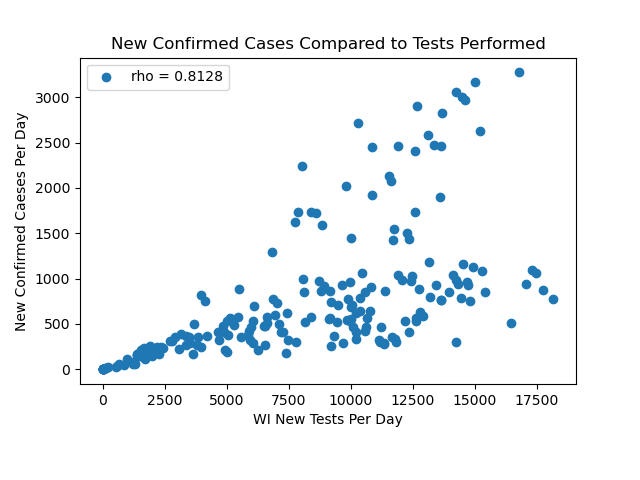 New Confirmed Cases Compared to Tests Performed
rho = 0.8128
New Confirmed Caeses Per Day
3000
2500
2000
1500
1000
500
0
0 2500 5000 7500 10000 12500 15000 17500
WI New Tests Per Day